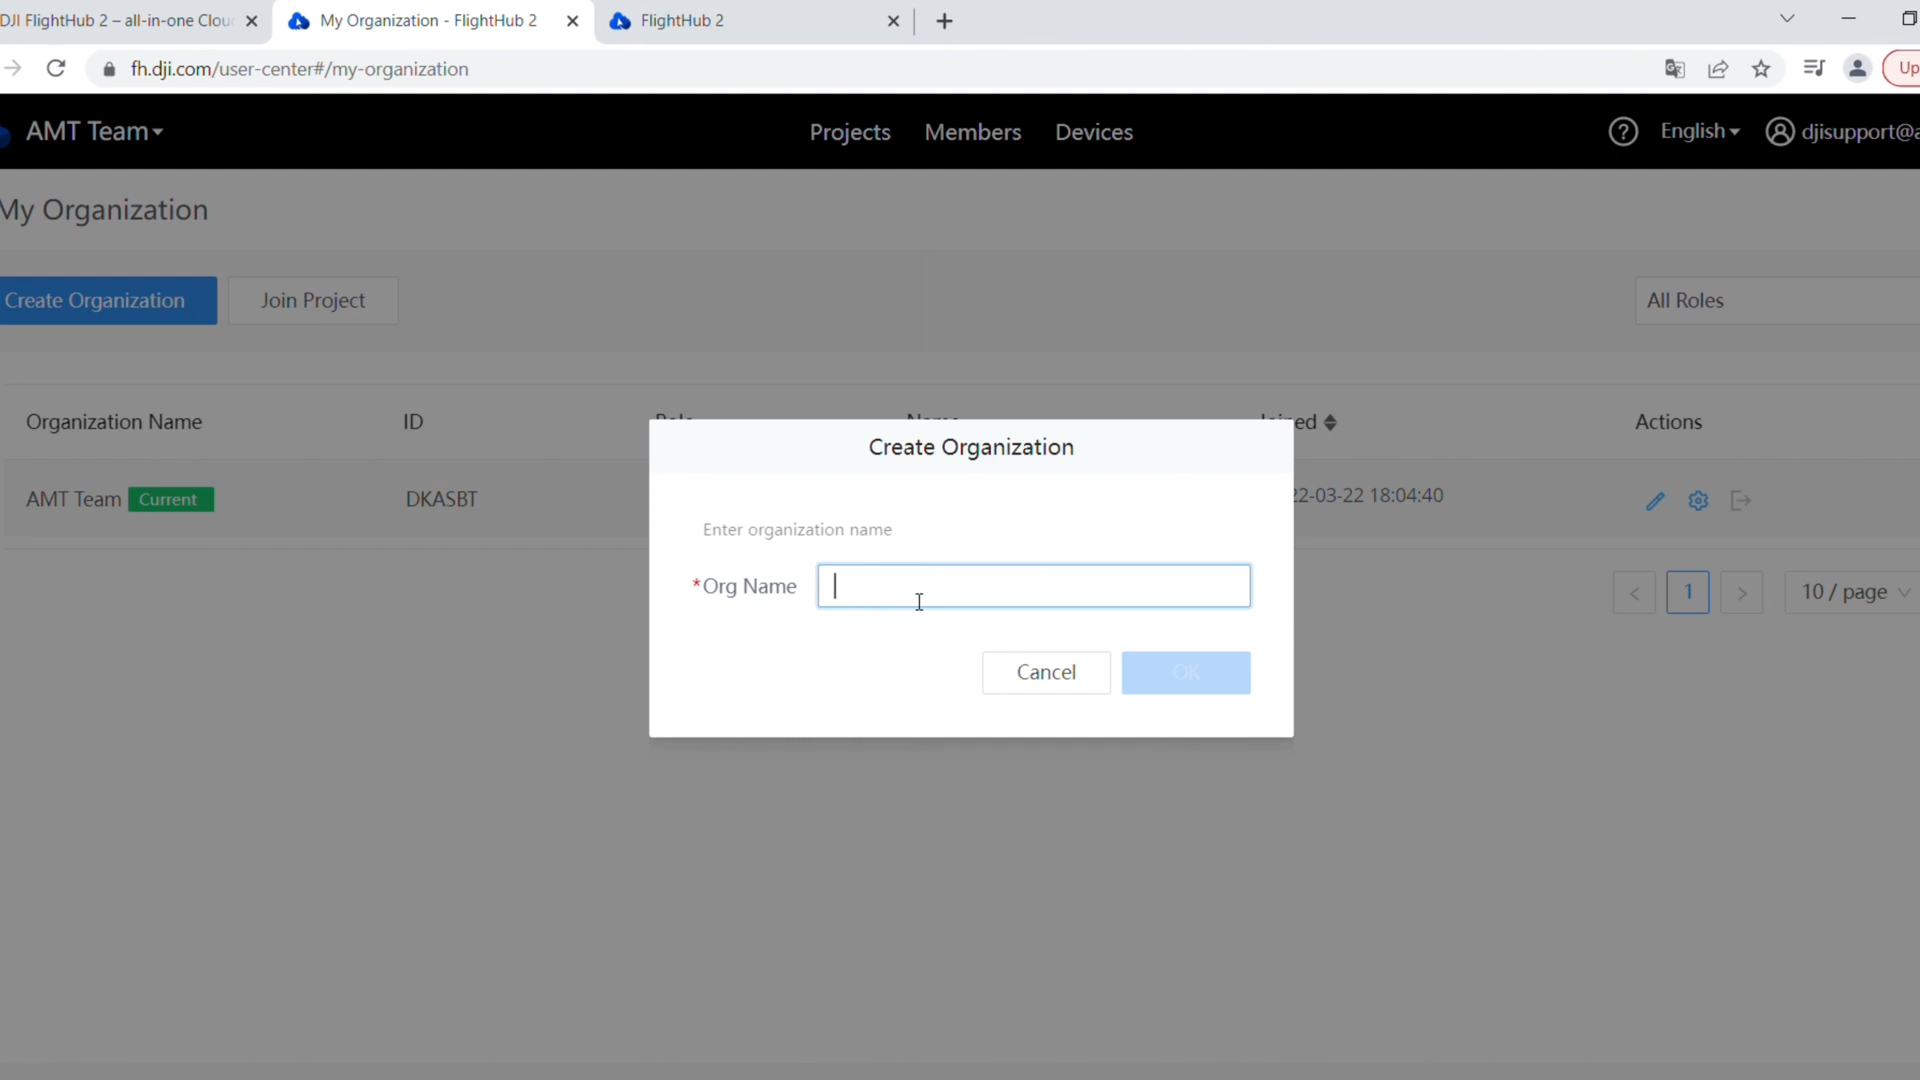 DJI FlightHub 2 – all-in-one Clou
My Organization - FlightHub 2
FlightHub 2
fh.dji.com/user-center#/my-organization
Up
AMT Team
Projects
Members
Devices
English
djisupport@a
My Organization
Create Organization
Join Project
All Roles
Organization Name
ID
Role
Name
Joined
Actions
AMT Team
Current
DKASBT
22-03-22 18:04:40
1
10 / page
Create Organization
Enter organization name
*Org Name
Cancel
OK